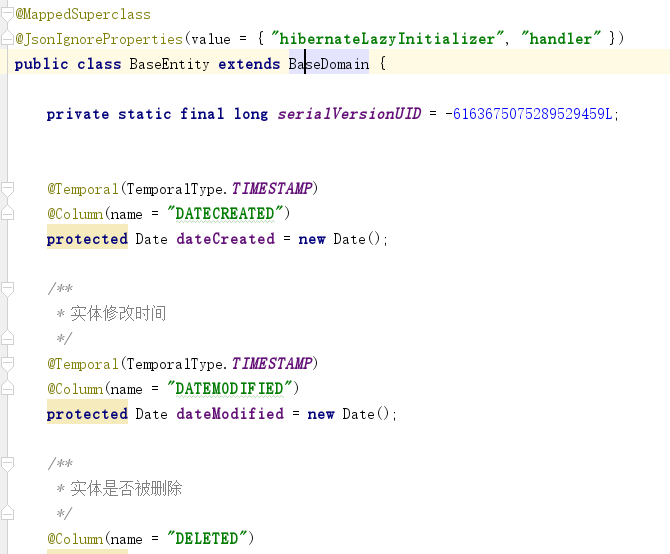 @MappedSuperclass
@JsonIgnoreProperties(value = { "hibernateLazyInitializer", "handler" })
public class BaseEntity extends BaseDomain {
private static final long serialVersionUID = -6163675075289529459L;
@Temporal(TemporalType.TIMESTAMP)
@Column(name = "DATECREATED")
protected Date dateCreated = new Date();
/**
* 实体修改时间
*/
@Temporal(TemporalType.TIMESTAMP)
@Column(name = "DATEMODIFIED")
protected Date dateModified = new Date();
/**
* 实体是否被删除
*/
@Column(name = "DELETED")